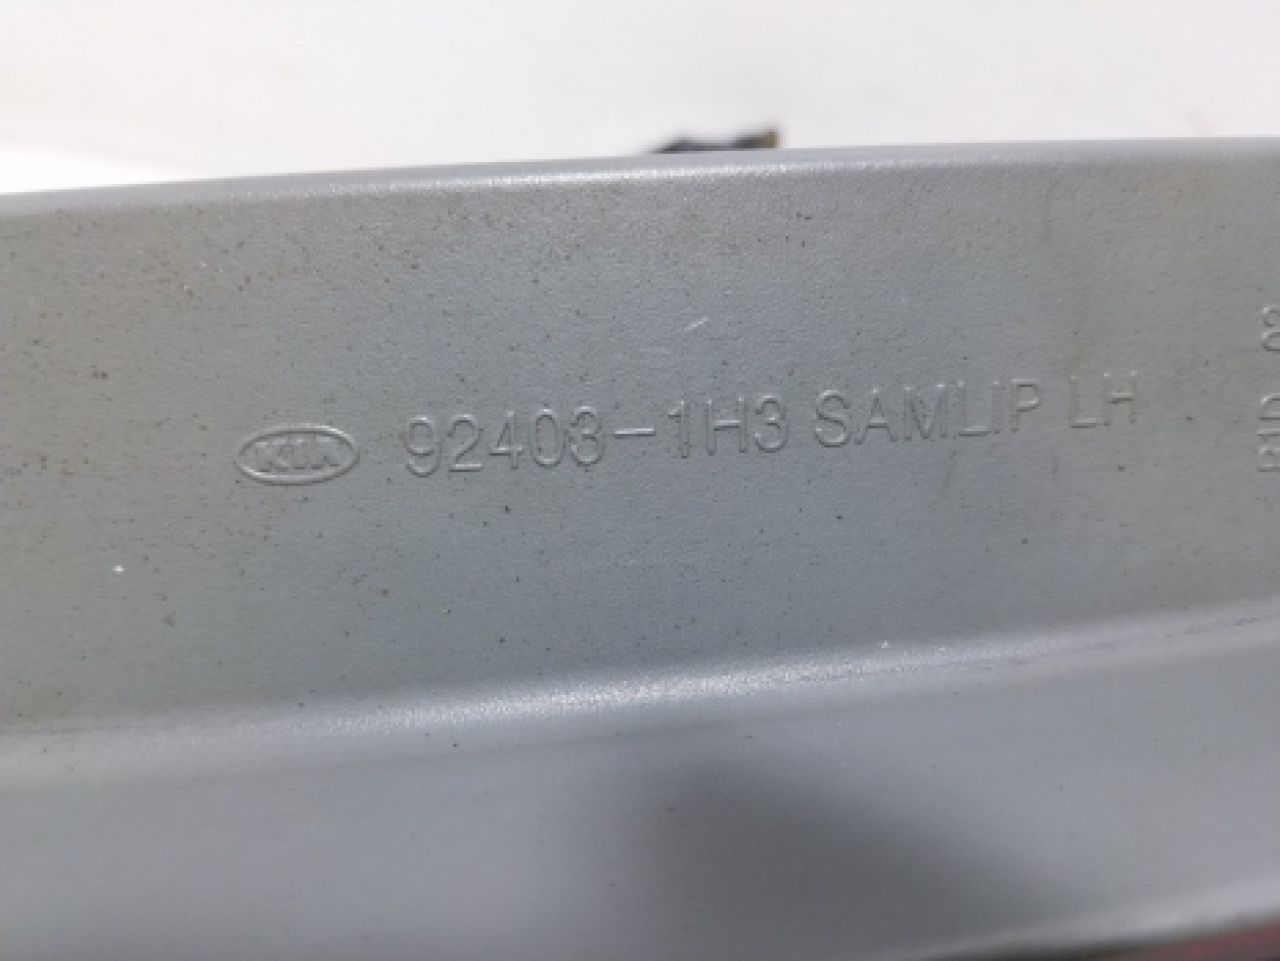 KIA 92403-1H3 SAMLIP LH